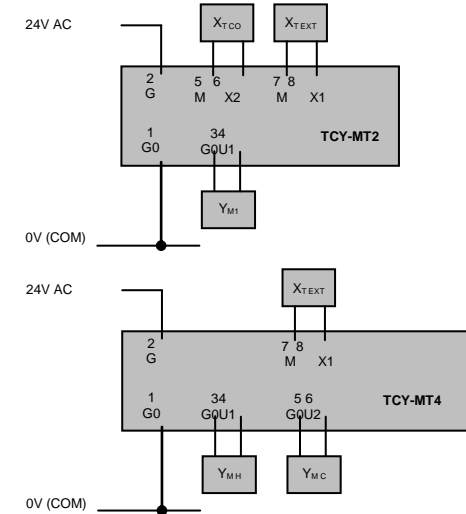 24V AC
XTCO XTEXT
2 5 6 7 8
G M X2 M X1
1 34 TCY-MT2
G0 G0U1
YM1
0V (COM)
24V AC
XTEXT
2 7 8
G M X1
1 34 5 6 TCY-MT4
G0 G0U1 G0U2
YMH YMC
0V (COM)